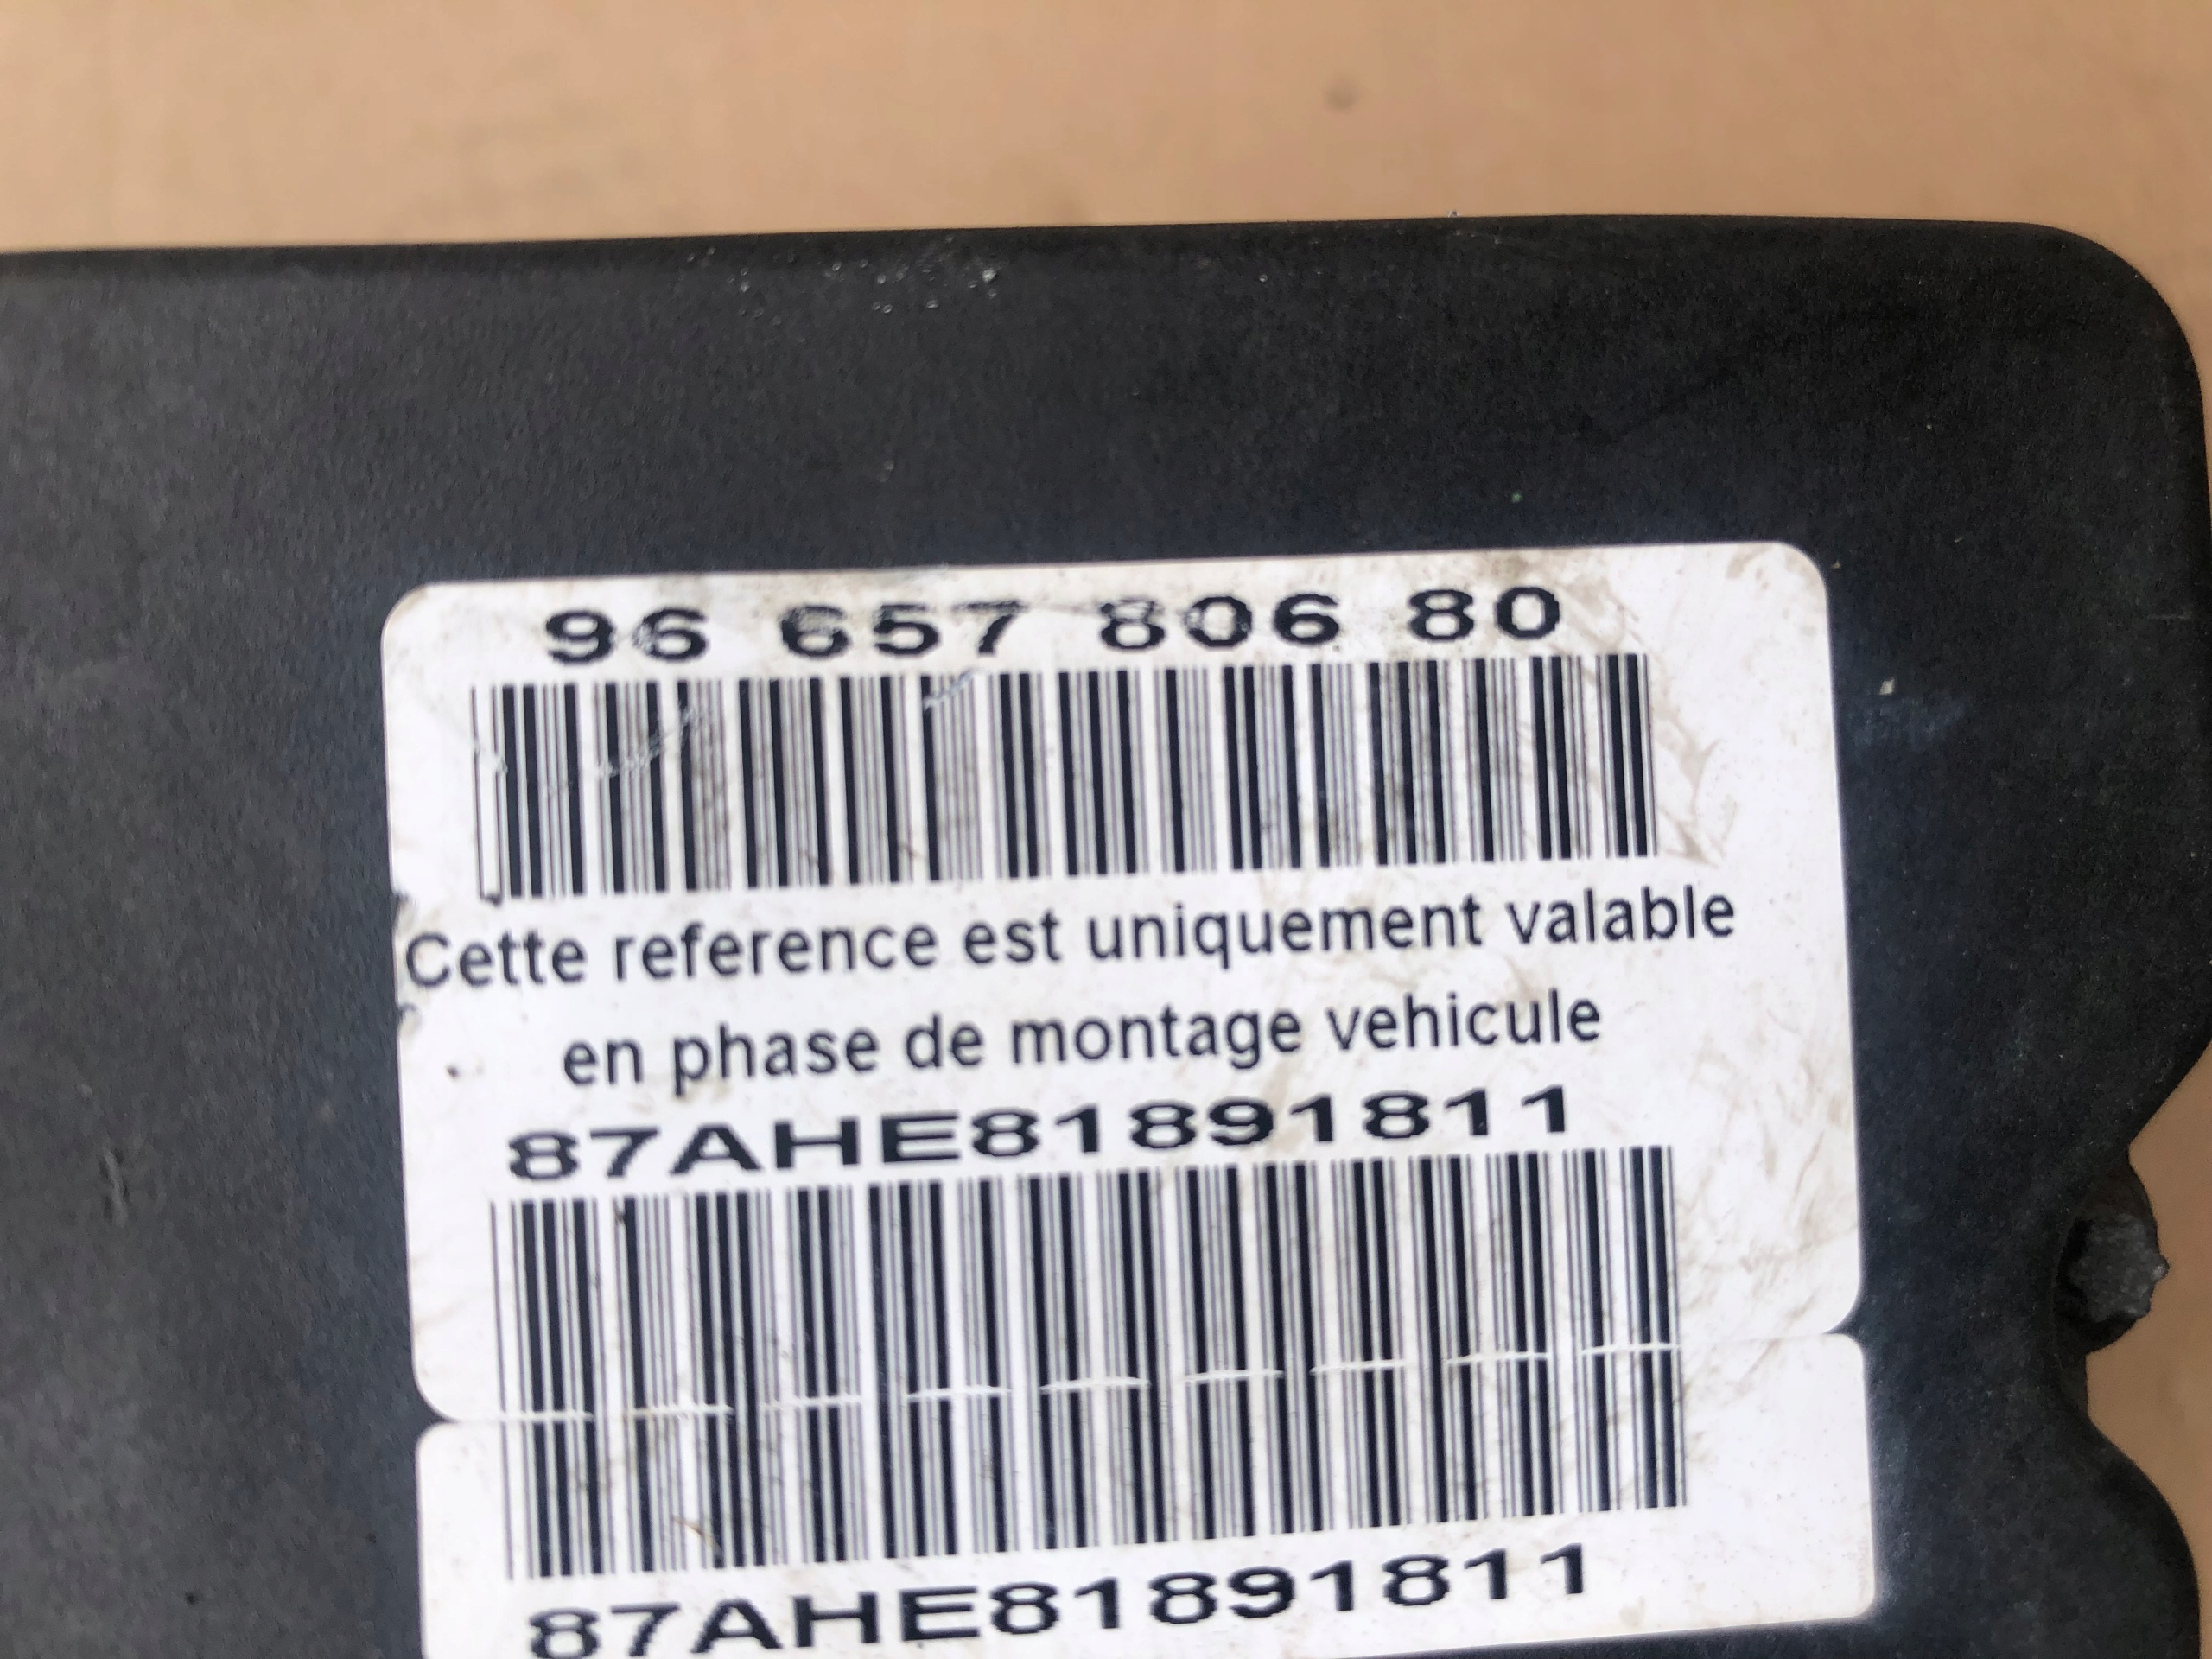 96 657 806 80
Cette reference est uniquement valable
en phase de montage vehicule
87AHE81891811
87AHE81891811